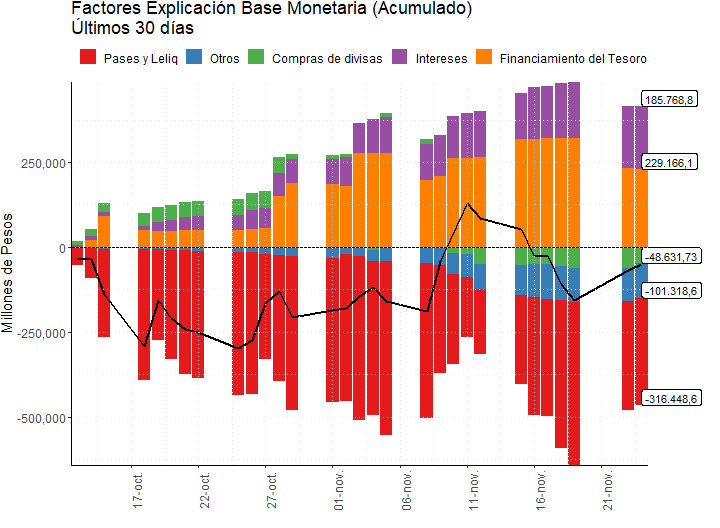 Factores Explicación Base Monetaria (Acumulado)
Últimos 30 días
Pases y Leliq Otros Compras de divisas Intereses Financiamiento del Tesoro
Millones de Pesos
250,000
0
-250,000
-500,000
185.768,8
229.166,1
-48.631,73
-101.318,6
-316.448,6
17-oct.
22-oct.
27-oct.
01-nov.
06-nov.
11-nov.
16-nov.
21-nov.